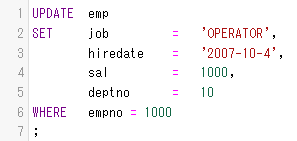 1 UPDATE emp
2 SET job = 'OPERATOR',
3 hiredate = '2007-10-4',
4 sal = 1000,
5 deptno = 10
6 WHERE empno = 1000
7 ;